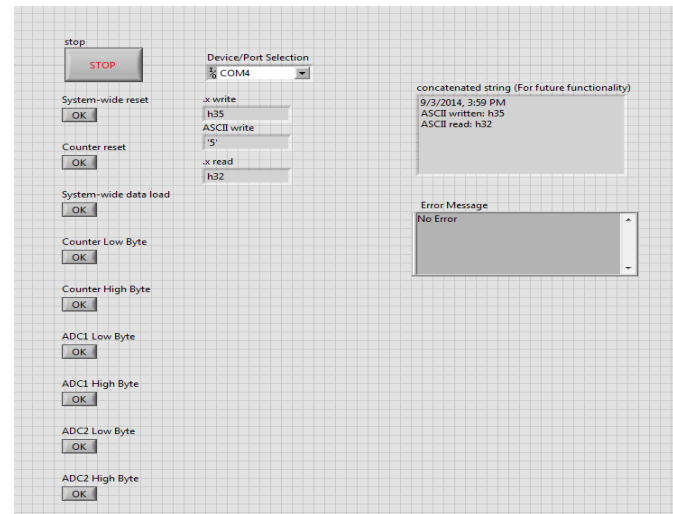 stop
STOP
Device/Port Selection
COM4
System-wide reset
OK
.x write
h35
ASCII write
'5'
.x read
h32
Counter reset
OK
System-wide data load
OK
Counter Low Byte
OK
Counter High Byte
OK
ADC1 Low Byte
OK
ADC1 High Byte
OK
ADC2 Low Byte
OK
ADC2 High Byte
OK
concatenated string (For future functionality)
9/3/2014, 3:59 PM
ASCII written: h35
ASCII read: h32
Error Message
No Error